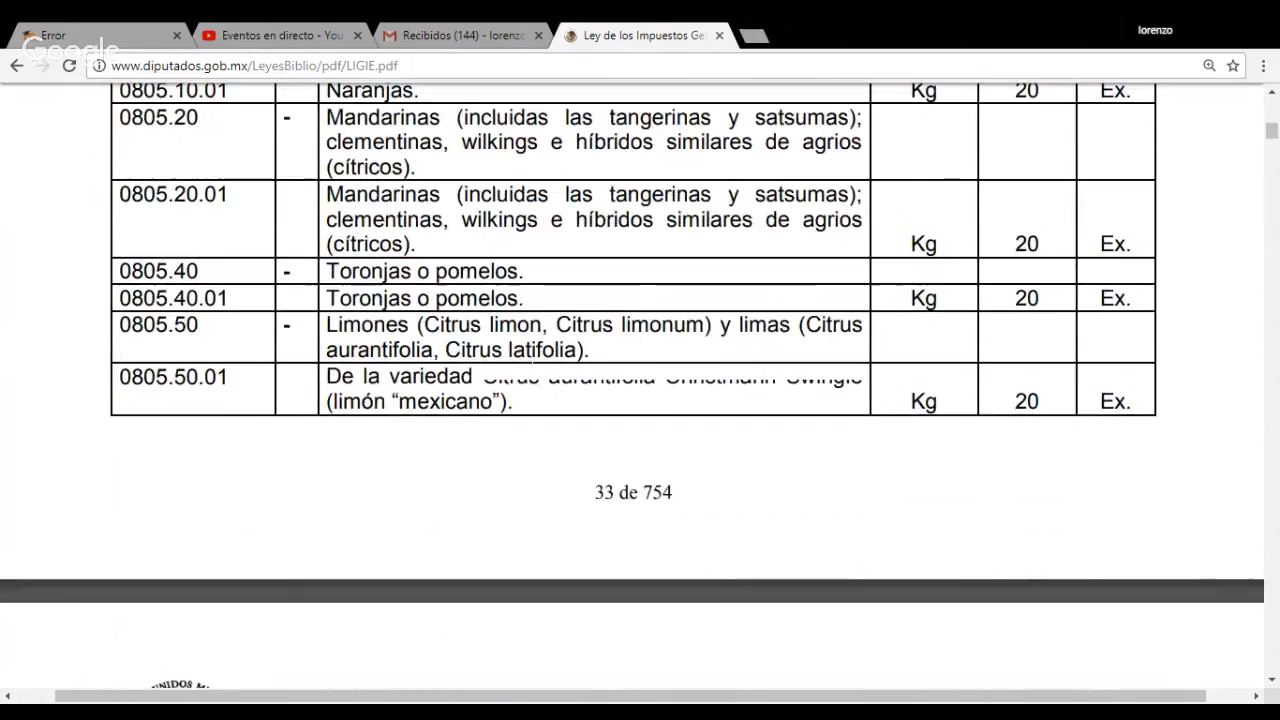 lorenzo
Error
Eventos en directo - You
Recibidos (144) - lorenzo
Ley de los Impuestos Gen
Google
www.diputados.gob.mx/LeyesBiblio/pdf/LIGIE.pdf
0805.10.01 Naranjas. Kg 20 Ex.
0805.20 - Mandarinas (incluidas las tangerinas y satsumas);
clementinas, wilkings e híbridos similares de agrios
(cítricos).
0805.20.01 Mandarinas (incluidas las tangerinas y satsumas);
clementinas, wilkings e híbridos similares de agrios
(cítricos). Kg 20 Ex.
0805.40 - Toronjas o pomelos.
0805.40.01 Toronjas o pomelos. Kg 20 Ex.
0805.50 - Limones (Citrus limon, Citrus limonum) y limas (Citrus
aurantifolia, Citrus latifolia).
0805.50.01 De la variedad Citrus aurantifolia Christmann Swingle
(limón “mexicano”). Kg 20 Ex.
33 de 754